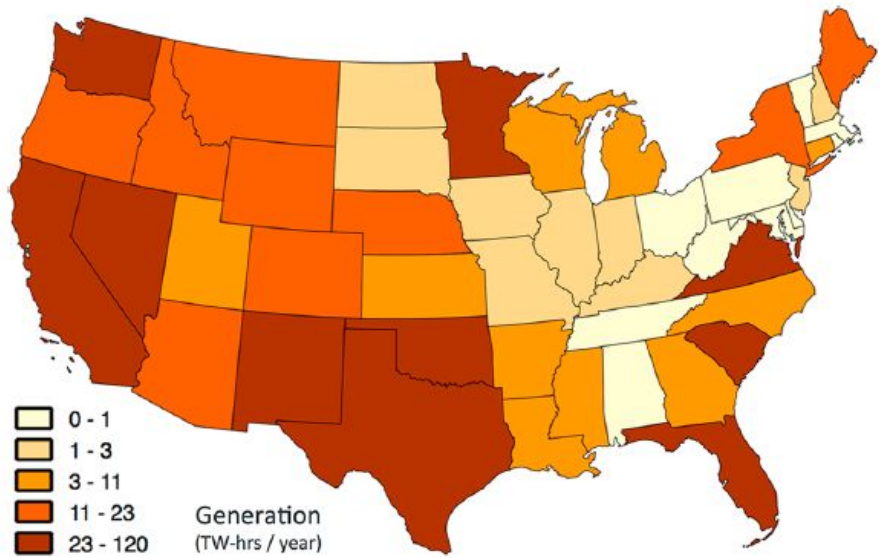 0 - 1
1 - 3
3 - 11
11 - 23
23 - 120
Generation
(TW-hrs / year)